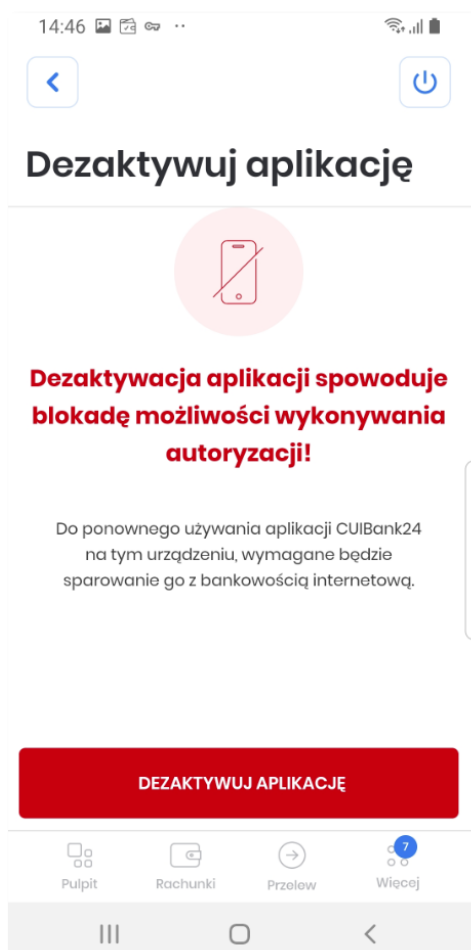 14:46
Dezaktywuj aplikację
Dezaktywacja aplikacji spowoduje
blokadę możliwości wykonywania
autoryzacji!
Do ponownego używania aplikacji CUIBank24
na tym urządzeniu, wymagane będzie
sparowanie go z bankowością internetową.
DEZAKTYWUJ APLIKACJĘ
7
Pulpit Rachunki Przelew Więcej